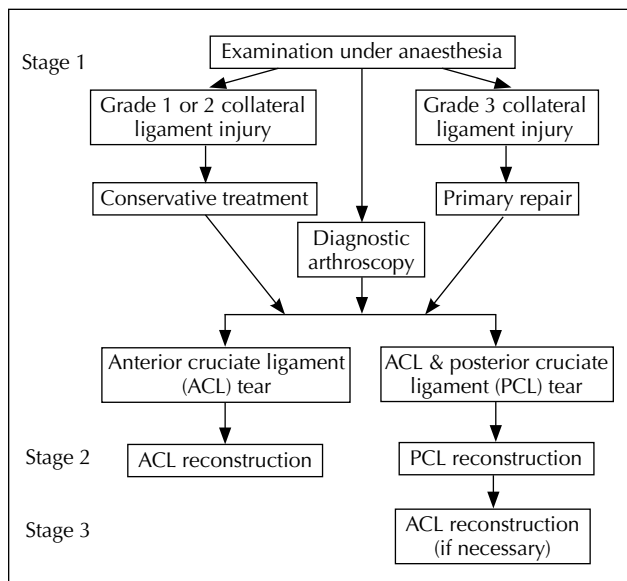 Stage 1
Examination under anaesthesia
Grade 1 or 2 collateral
ligament injury
Grade 3 collateral
ligament injury
Conservative treatment
Primary repair
Diagnostic
arthroscopy
Anterior cruciate ligament
(ACL) tear
ACL & posterior cruciate
ligament (PCL) tear
Stage 2
ACL reconstruction
PCL reconstruction
Stage 3
ACL reconstruction
(if necessary)